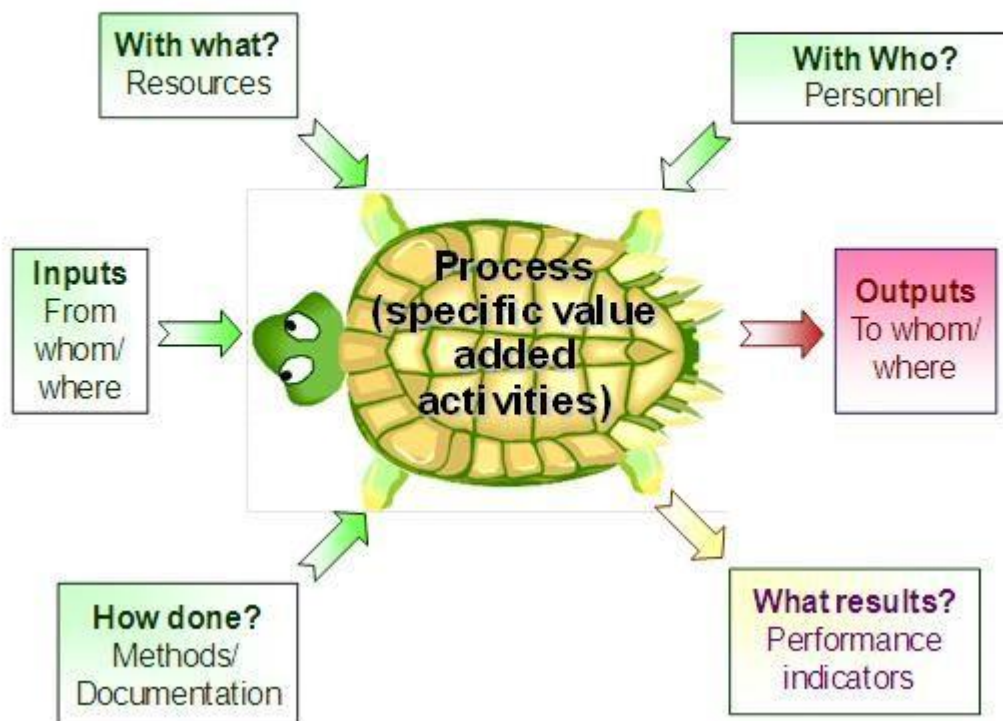 With what?
Resources
With Who?
Personnel
Inputs
From
whom/
where
Process
(specific value
added
activities)
Outputs
To whom/
where
How done?
Methods/
Documentation
What results?
Performance
indicators